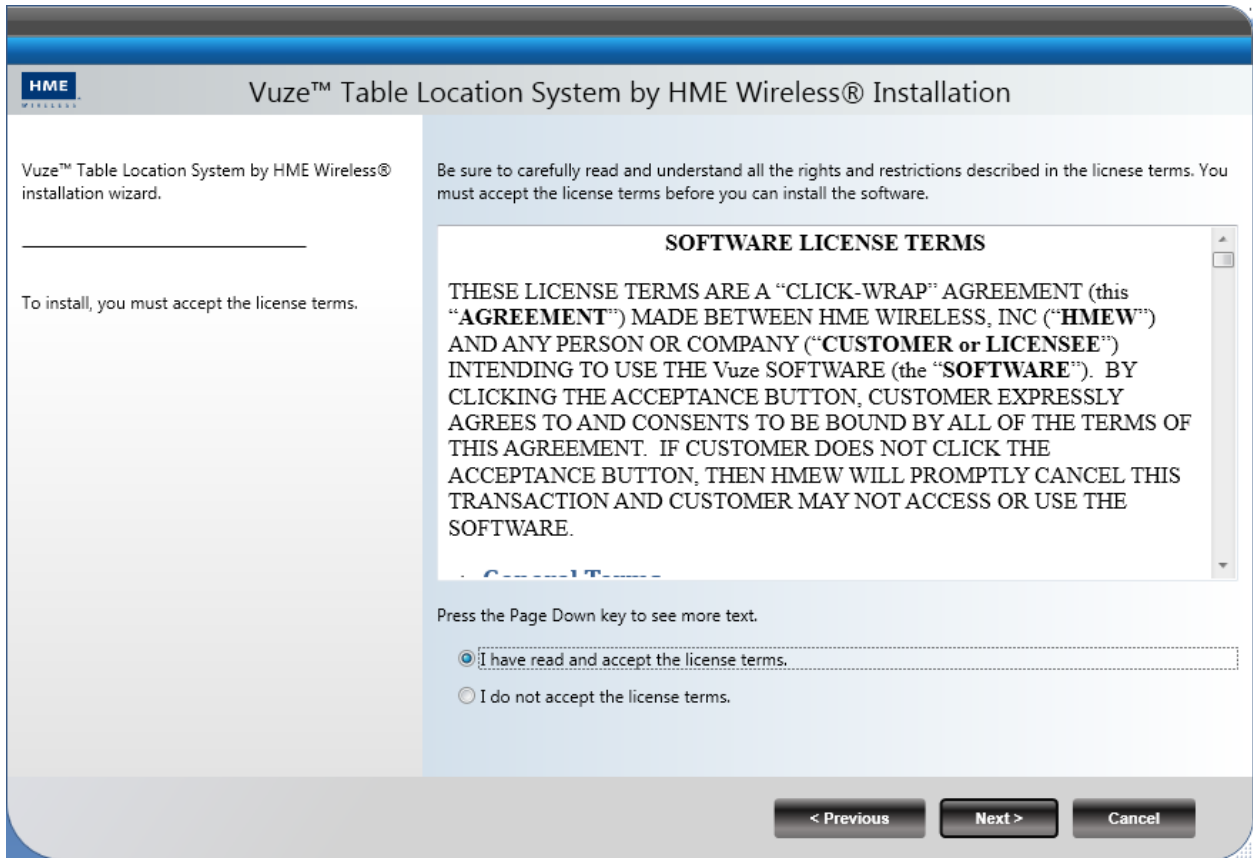 HME
WIRELESS
Vuze™ Table Location System by HME Wireless® Installation
Vuze™ Table Location System by HME Wireless®
installation wizard.
To install, you must accept the license terms.
Be sure to carefully read and understand all the rights and restrictions described in the licnese terms. You
must accept the license terms before you can install the software.
SOFTWARE LICENSE TERMS
THESE LICENSE TERMS ARE A “CLICK-WRAP” AGREEMENT (this
“AGREEMENT”) MADE BETWEEN HME WIRELESS, INC (“HMEW”)
AND ANY PERSON OR COMPANY (“CUSTOMER or LICENSEE”)
INTENDING TO USE THE Vuze SOFTWARE (the “SOFTWARE”).  BY
CLICKING THE ACCEPTANCE BUTTON, CUSTOMER EXPRESSLY
AGREES TO AND CONSENTS TO BE BOUND BY ALL OF THE TERMS OF
THIS AGREEMENT.  IF CUSTOMER DOES NOT CLICK THE
ACCEPTANCE BUTTON, THEN HMEW WILL PROMPTLY CANCEL THIS
TRANSACTION AND CUSTOMER MAY NOT ACCESS OR USE THE
SOFTWARE.
General Terms
Press the Page Down key to see more text.
I have read and accept the license terms.
I do not accept the license terms.
< Previous
Next >
Cancel